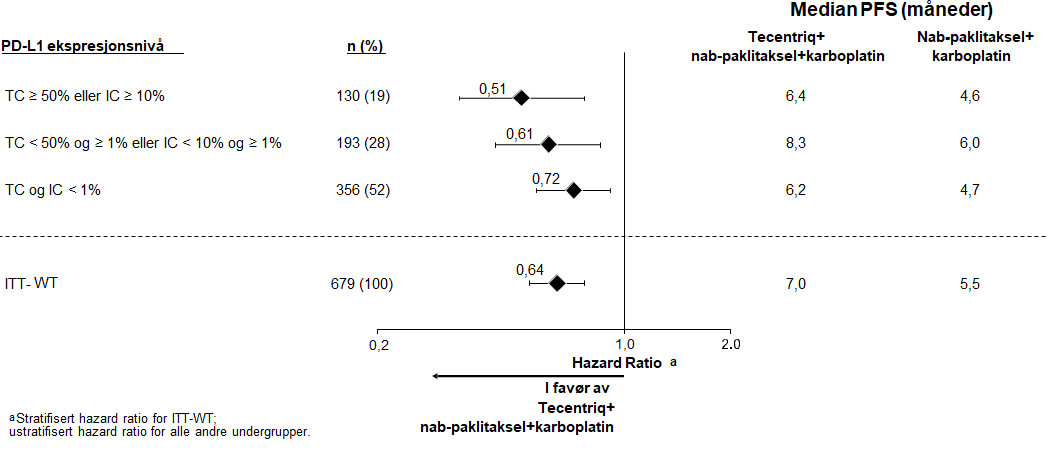 Median PFS (måneder)
PD-L1 ekspresjonsnivå n (%) Tecentriq+ nab-paklitaksel+karboplatin Nab-paklitaksel+ karboplatin
TC ≥ 50% eller IC ≥ 10% 130 (19) 0,51 6,4 4,6
TC < 50% og ≥ 1% eller IC < 10% og ≥ 1% 193 (28) 0,61 8,3 6,0
TC og IC < 1% 356 (52) 0,72 6,2 4,7
ITT- WT 679 (100) 0,64 7,0 5,5
0,2 1,0 2.0
Hazard Ratio a
I favør av
Tecentriq+
nab-paklitaksel+karboplatin
aStratifisert hazard ratio for ITT-WT;
ustratifisert hazard ratio for alle andre undergrupper.